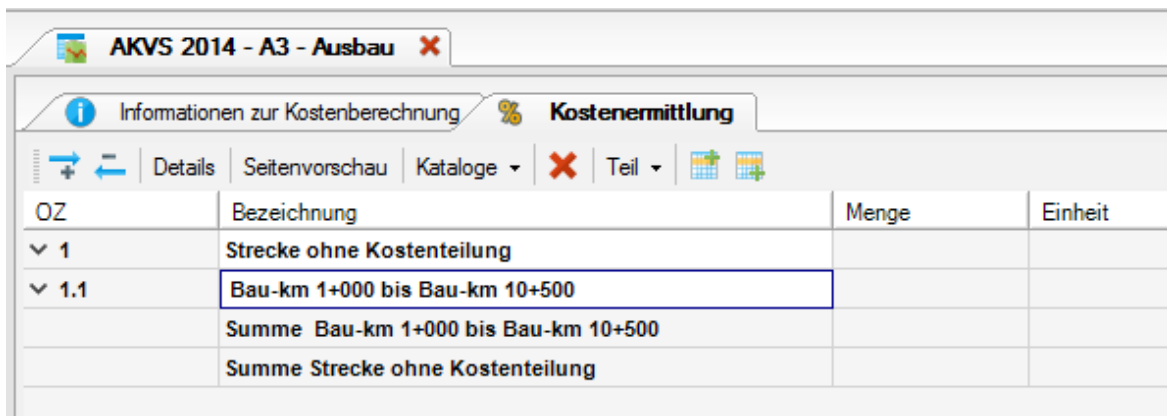 AKVS 2014 - A3 - Ausbau
Informationen zur Kostenberechnung % Kostenermittlung
Details Seitenvorschau Kataloge Teil
OZ Bezeichnung Menge Einheit
1 Strecke ohne Kostenteilung
1.1 Bau-km 1+000 bis Bau-km 10+500
Summe Bau-km 1+000 bis Bau-km 10+500
Summe Strecke ohne Kostenteilung